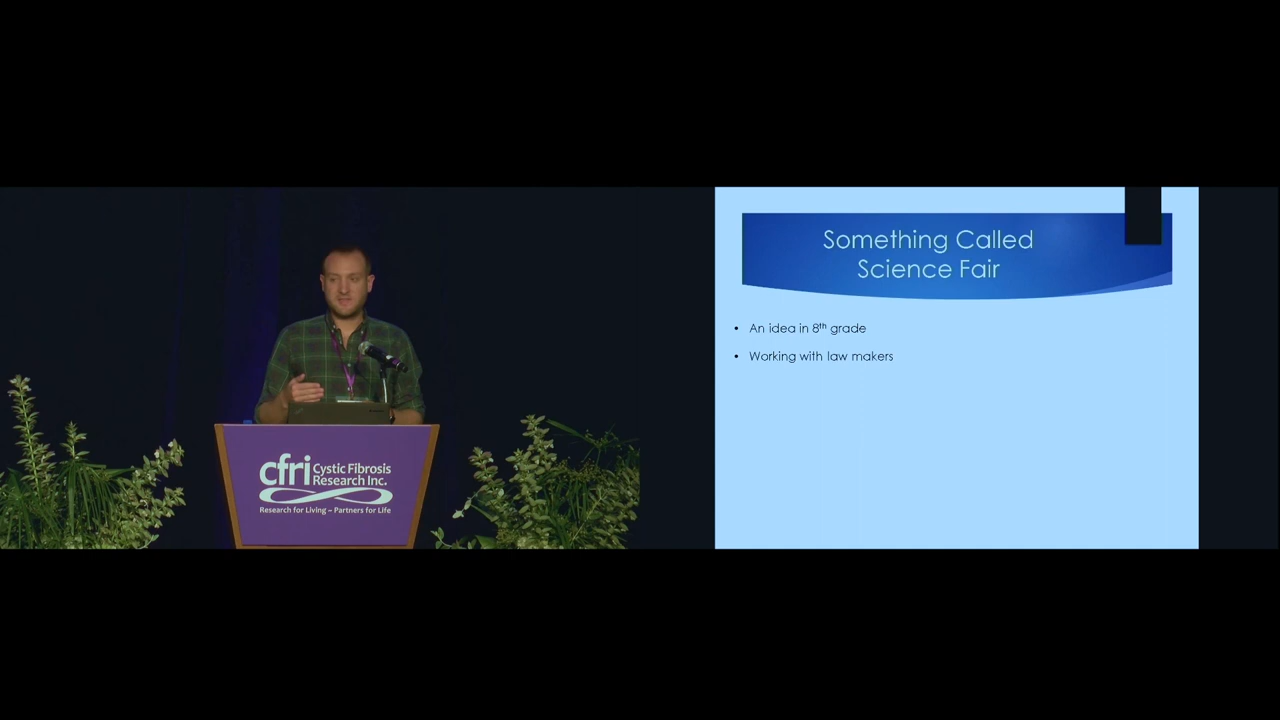 Something Called
Science Fair
• An idea in 8th grade
• Working with law makers
cfri Cystic Fibrosis
Research Inc.
Research for Living ~ Partners for Life